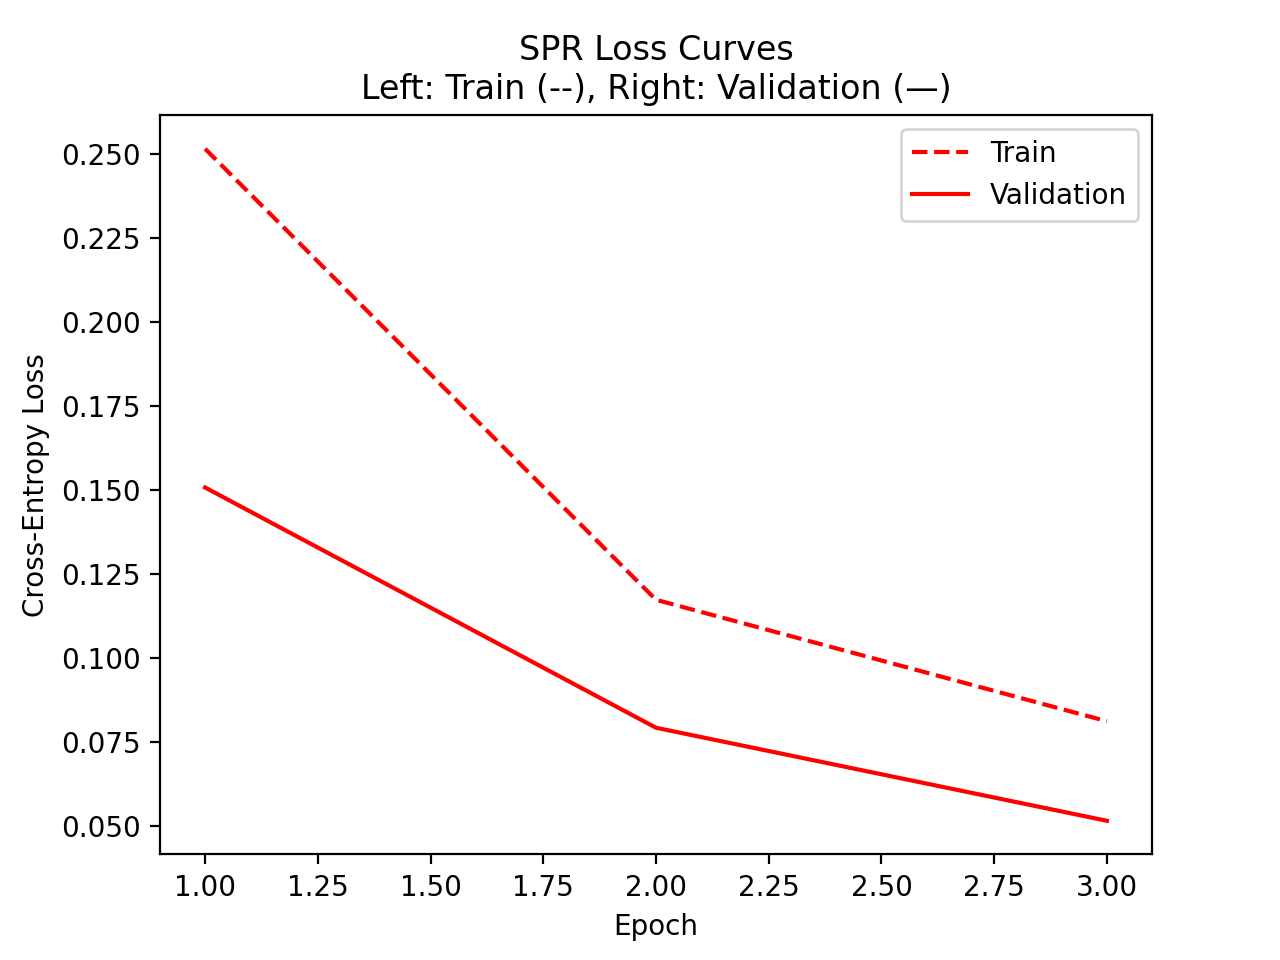 SPR Loss Curves
Left: Train (--), Right: Validation (—)
Train
Validation
Cross-Entropy Loss
0.250
0.225
0.200
0.175
0.150
0.125
0.100
0.075
0.050
1.00 1.25 1.50 1.75 2.00 2.25 2.50 2.75 3.00
Epoch